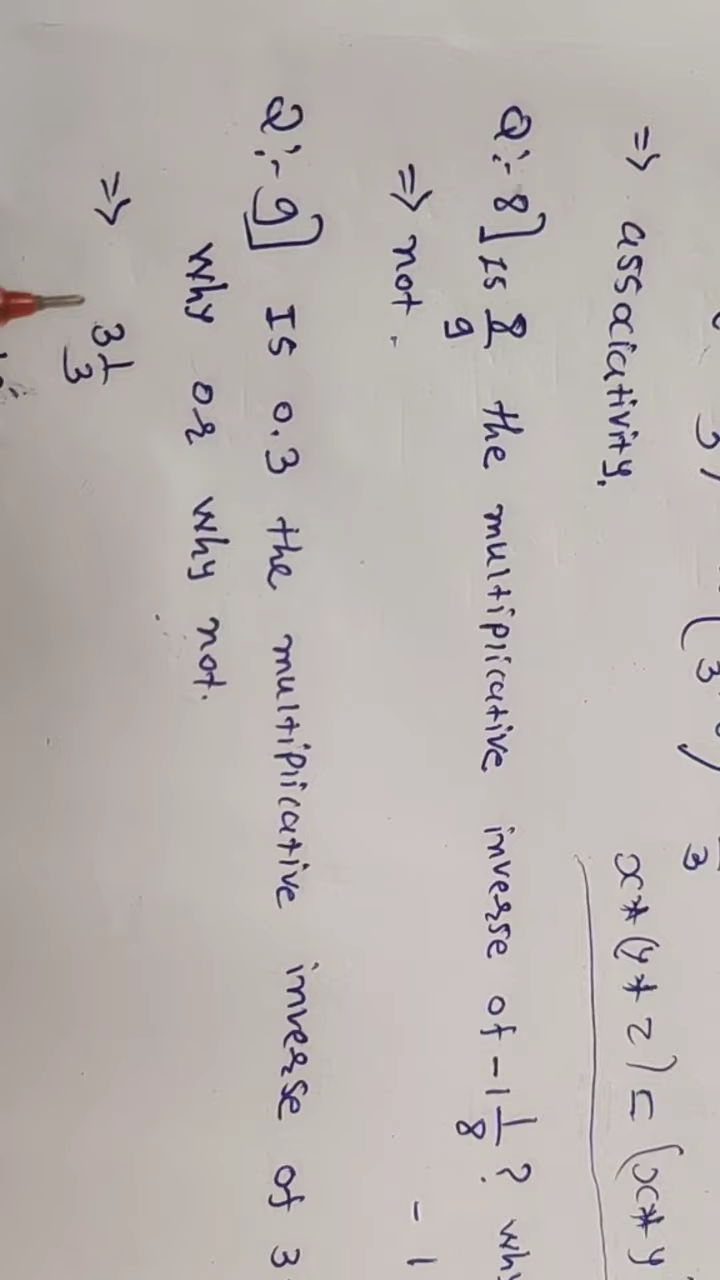 ⇒ associativity. x*(y*z) = (x*y
Q:- 8] Is 8/9 the multiplicative inverse of -1 1/8? why
⇒ not. - 1
Q:- 9] Is 0.3 the multiplicative inverse of 3
why or why not.
⇒ 3 1/3